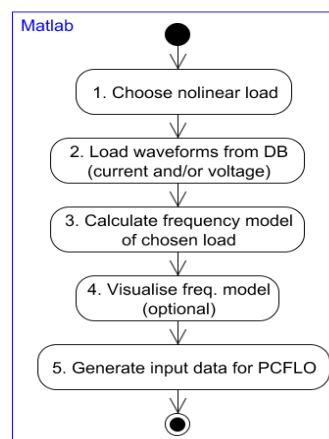 Matlab
1. Choose nolinear load
2. Load waveforms from DB
(current and/or voltage)
3. Calculate frequency model
of chosen load
4. Visualise freq. model
(optional)
5. Generate input data for PCFLO